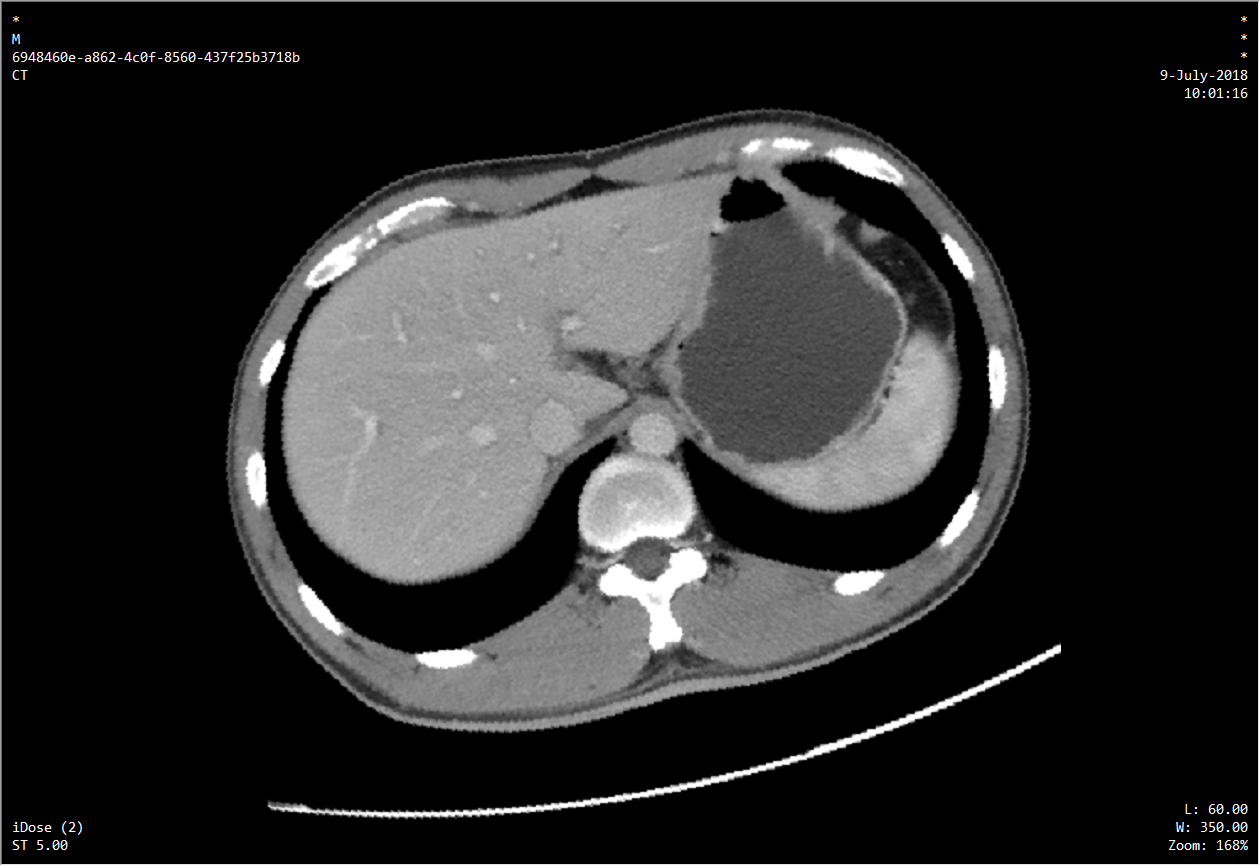 *
M
6948460e-a862-4c0f-8560-437f25b3718b
CT
*
*
*
9-July-2018
10:01:16
iDose (2)
ST 5.00
L: 60.00
W: 350.00
Zoom: 168%